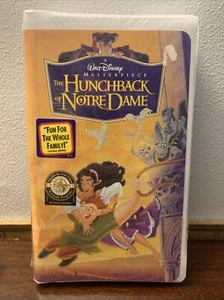 A
WALT DISNEY
MASTERPIECE
THE HUNCHBACK
OF NOTRE DAME
"FUN FOR
THE WHOLE
FAMILY!"